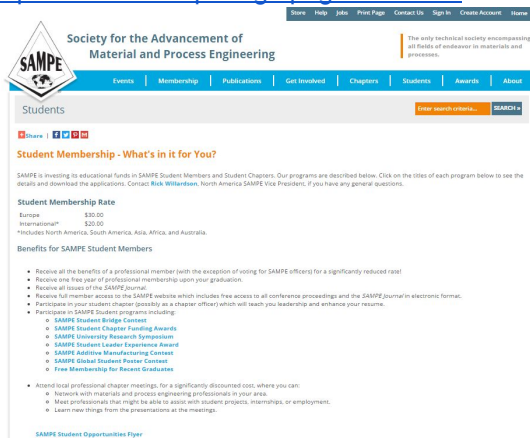 Store Help Jobs Print Page Contact Us Sign In Create Account Home
Society for the Advancement of
Material and Process Engineering
The only technical society encompassing
all fields of endeavor in materials and
processes.
SAMPE
Events Membership Publications Get Involved Chapters Students Awards About
Students
Enter search criteria... SEARCH »
Share |
Student Membership - What's in it for You?
SAMPE is investing its educational funds in SAMPE Student Members and Student Chapters. Our programs are described below. Click on the titles of each program below to see the
details and download the applications. Contact Rick Willardson, North America SAMPE Vice President, if you have any general questions.
Student Membership Rate
Europe $30.00
International* $20.00
*Includes North America, South America, Asia, Africa, and Australia.
Benefits for SAMPE Student Members
Receive all the benefits of a professional member (with the exception of voting for SAMPE officers) for a significantly reduced rate!
Receive one free year of professional membership upon your graduation.
Receive all issues of the SAMPE Journal.
Receive full member access to the SAMPE website which includes free access to all conference proceedings and the SAMPE Journal in electronic format.
Participate in your student chapter (possibly as a chapter officer) which will teach you leadership and enhance your resume.
Participate in SAMPE Student programs including:
SAMPE Student Bridge Contest
SAMPE Student Chapter Funding Awards
SAMPE University Research Symposium
SAMPE Student Leader Experience Award
SAMPE Additive Manufacturing Contest
SAMPE Global Student Poster Contest
Free Membership for Recent Graduates
Attend local professional chapter meetings, for a significantly discounted cost, where you can:
Network with materials and process engineering professionals in your area.
Meet professionals that might be able to assist with student projects, internships, or employment.
Learn new things from the presentations at the meetings.
SAMPE Student Opportunities Flyer